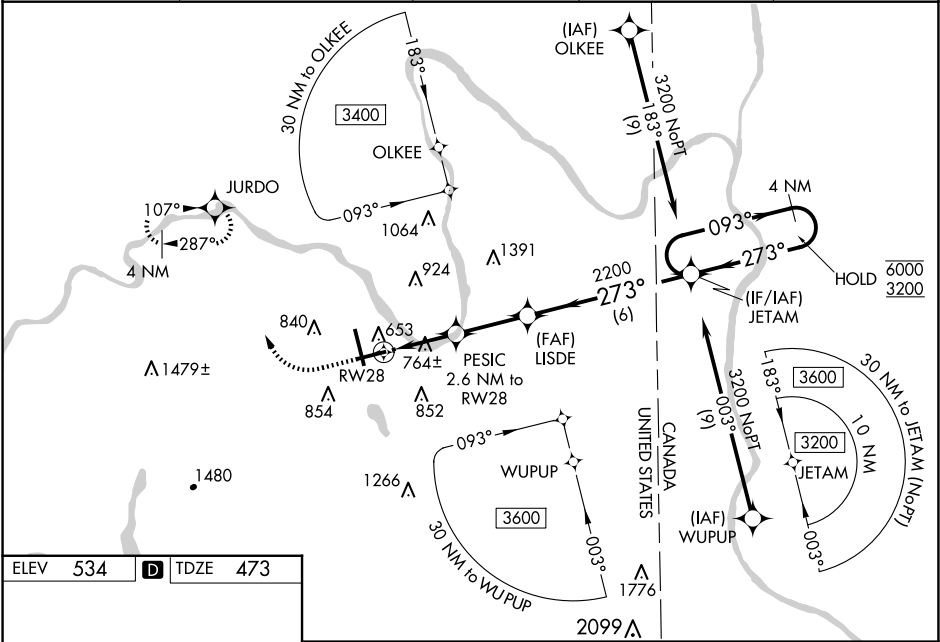 (IAF)
OLKEE
3200 NoPT
183°
(9)
30 NM to OLKEE
183°
3400
OLKEE
093°
JURDO
107°
287°
4 NM
4 NM
093°
273°
HOLD
6000
3200
(IF/IAF)
JETAM
1064
1391
924
2200
273°
(6)
(FAF)
LISDE
840
653
764±
PESIC
2.6 NM to
RW28
RW28
1479±
854
852
3200 NoPT
003°
(9)
(IAF)
WUPUP
30 NM to JETAM (NoPT)
3600
183°
10 NM
3200
JETAM
003°
CANADA
UNITED STATES
093°
WUPUP
3600
003°
30 NM to WUPUP
1480
1266
1776
2099
ELEV 534 D TDZE 473